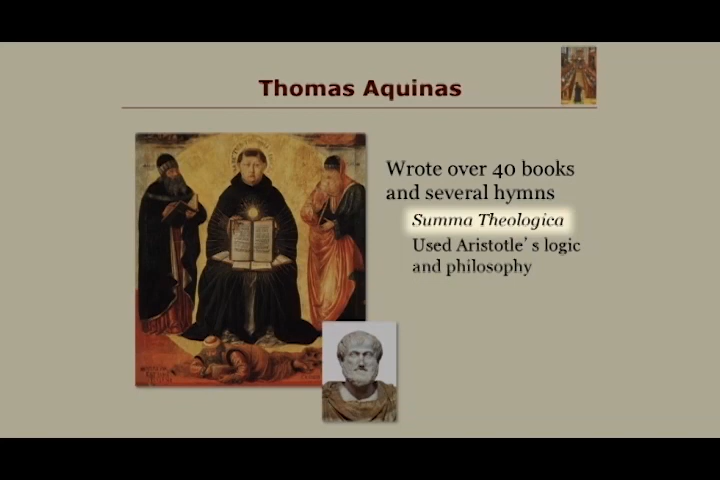 Thomas Aquinas
Wrote over 40 books
and several hymns
Summa Theologica
Used Aristotle’s logic
and philosophy